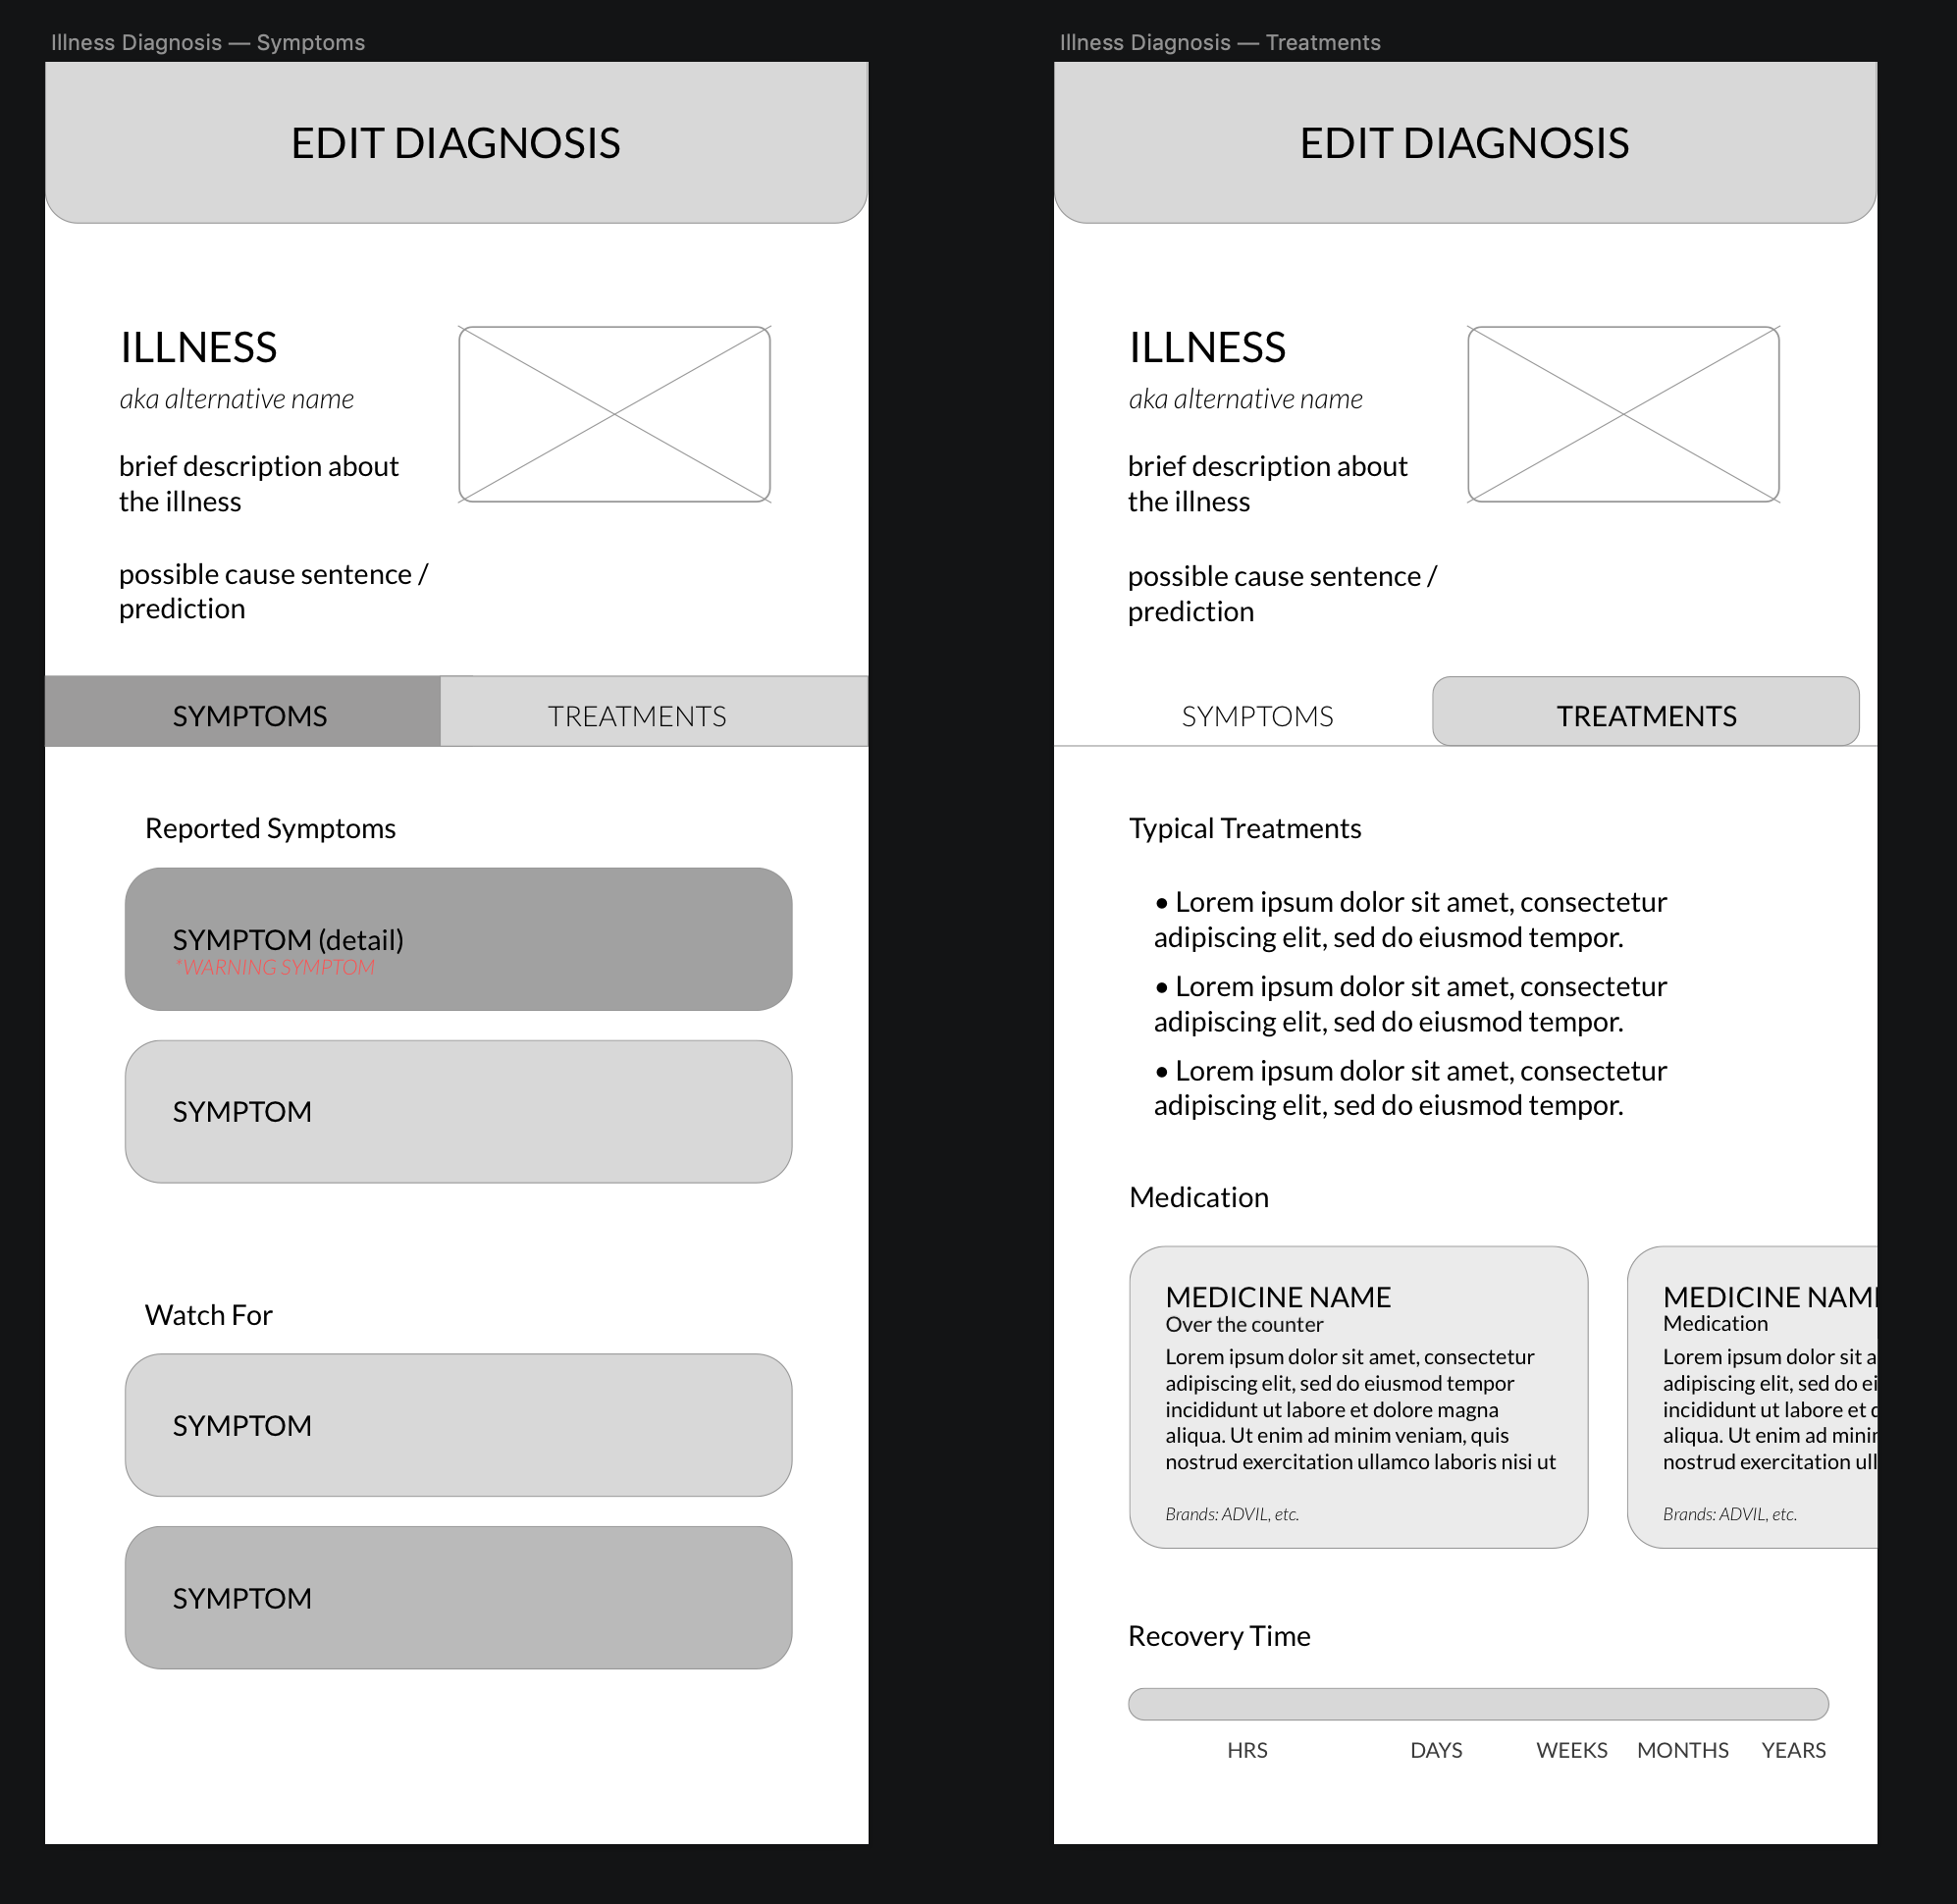 Illness Diagnosis — Symptoms
EDIT DIAGNOSIS
ILLNESS
aka alternative name
brief description about
the illness
possible cause sentence /
prediction
SYMPTOMS
TREATMENTS
Reported Symptoms
SYMPTOM (detail)
*WARNING SYMPTOM
SYMPTOM
Watch For
SYMPTOM
SYMPTOM
Illness Diagnosis — Treatments
EDIT DIAGNOSIS
ILLNESS
aka alternative name
brief description about
the illness
possible cause sentence /
prediction
SYMPTOMS
TREATMENTS
Typical Treatments
• Lorem ipsum dolor sit amet, consectetur
adipiscing elit, sed do eiusmod tempor.
• Lorem ipsum dolor sit amet, consectetur
adipiscing elit, sed do eiusmod tempor.
• Lorem ipsum dolor sit amet, consectetur
adipiscing elit, sed do eiusmod tempor.
Medication
MEDICINE NAME
Over the counter
Lorem ipsum dolor sit amet, consectetur
adipiscing elit, sed do eiusmod tempor
incididunt ut labore et dolore magna
aliqua. Ut enim ad minim veniam, quis
nostrud exercitation ullamco laboris nisi ut
Brands: ADVIL, etc.
MEDICINE NAM
Medication
Lorem ipsum dolor sit a
adipiscing elit, sed do ei
incididunt ut labore et
aliqua. Ut enim ad mini
nostrud exercitation ull
Brands: ADVIL, etc.
Recovery Time
HRS
DAYS
WEEKS
MONTHS
YEARS